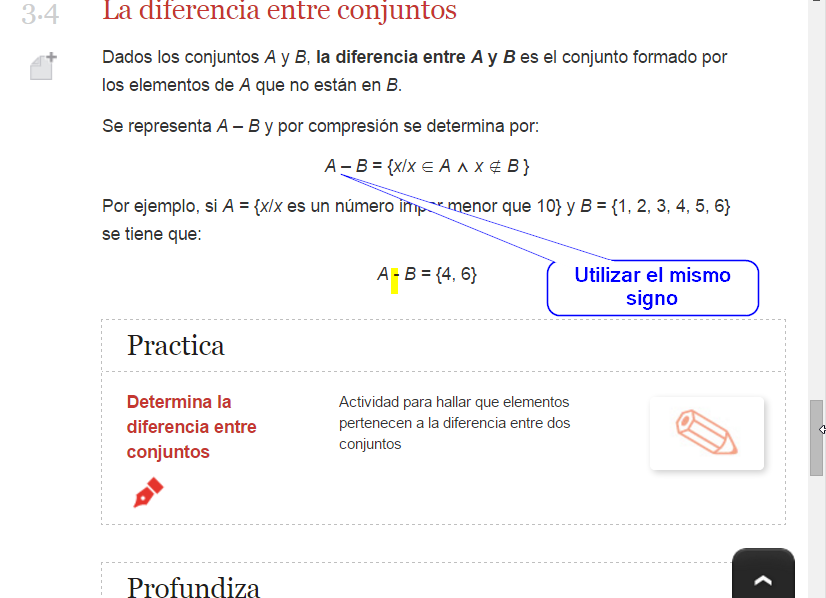 3.4 La diferencia entre conjuntos
Dados los conjuntos A y B, la diferencia entre A y B es el conjunto formado por
los elementos de A que no están en B.
Se representa A – B y por compresión se determina por:
A – B = {x/x ∈ A ∧ x ∉ B }
Por ejemplo, si A = {x/x es un número impar menor que 10} y B = {1, 2, 3, 4, 5, 6}
se tiene que:
A - B = {4, 6}
Utilizar el mismo
signo
Practica
Determina la
diferencia entre
conjuntos
Actividad para hallar que elementos
pertenecen a la diferencia entre dos
conjuntos
Profundiza